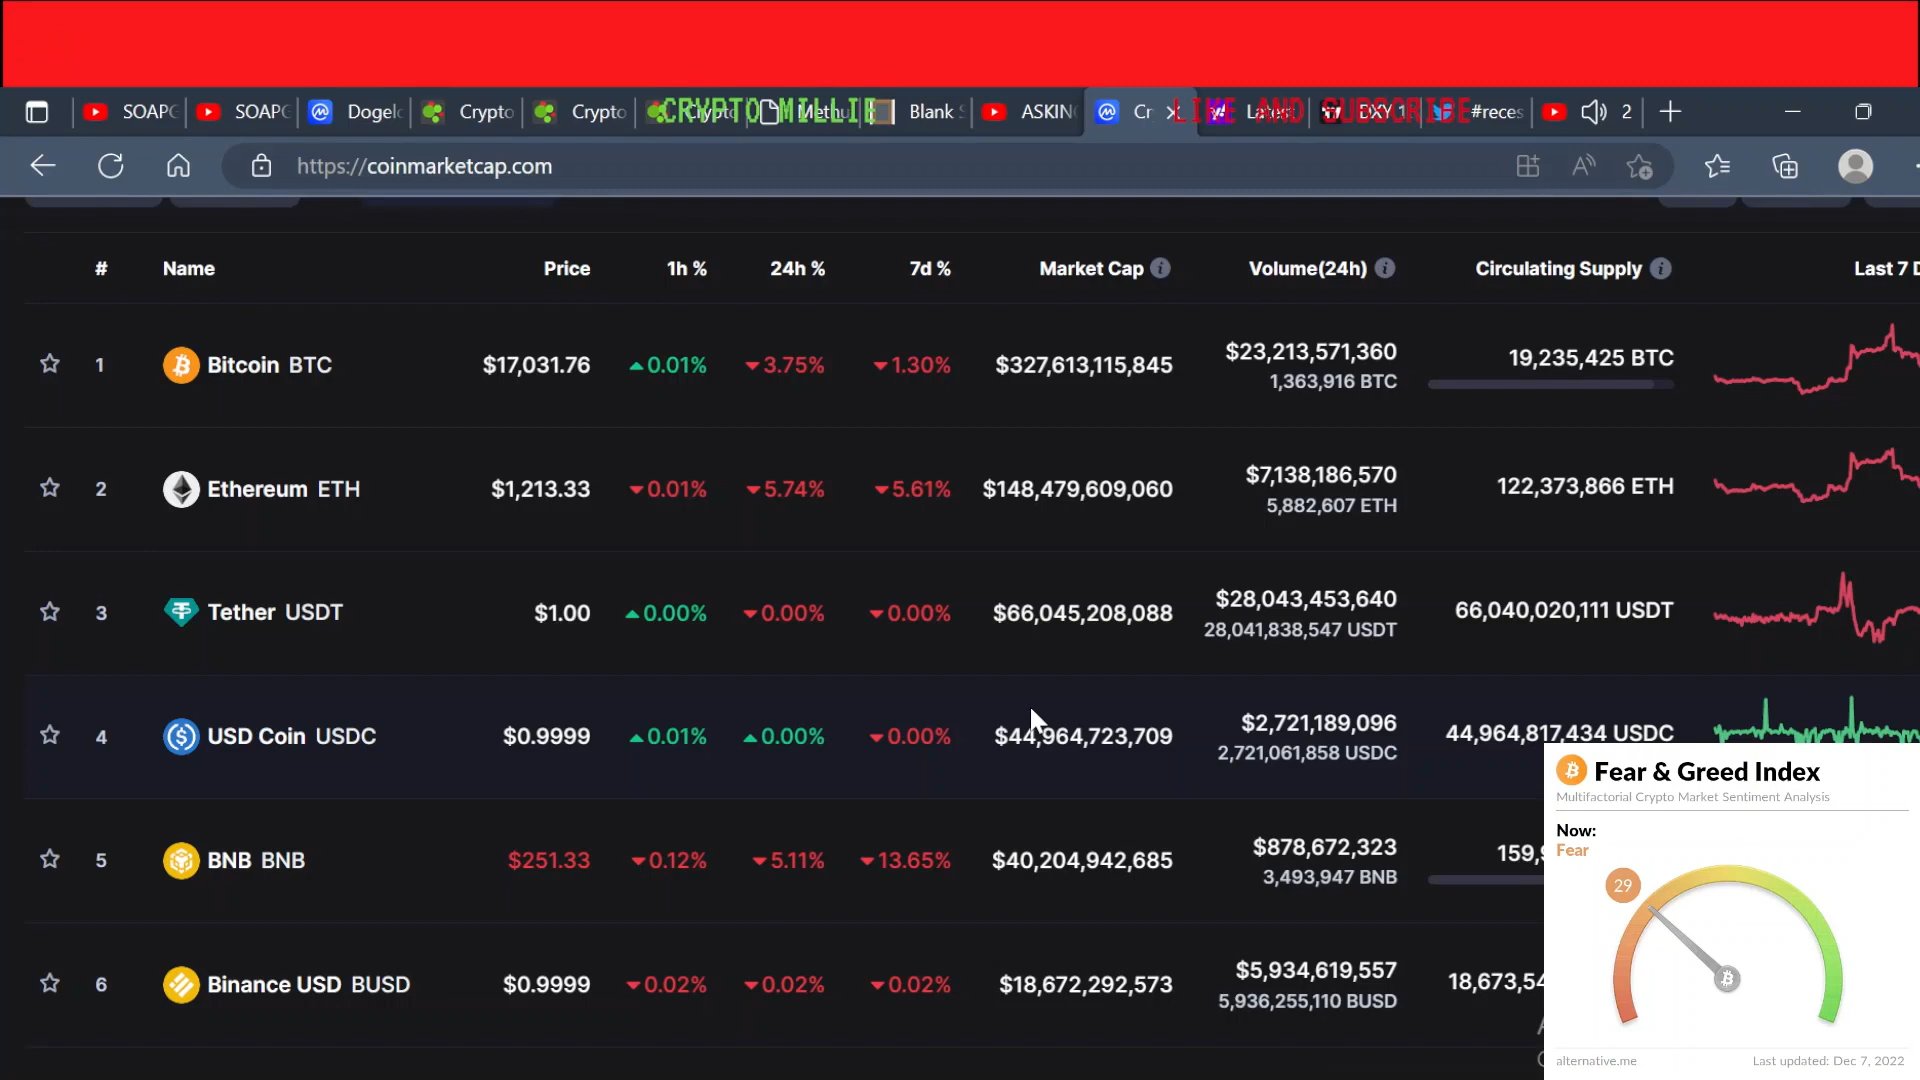 SOAPG SOAPG Dogel Crypto Crypto CRYPTO MILLIE Blank S ASKIN Cr LIKE AND SUBSCRIBE #reces 2
https://coinmarketcap.com
# Name Price 1h % 24h % 7d % Market Cap Volume(24h) Circulating Supply Last 7 D
1 Bitcoin BTC $17,031.76 0.01% 3.75% 1.30% $327,613,115,845 $23,213,571,360 19,235,425 BTC
1,363,916 BTC
2 Ethereum ETH $1,213.33 0.01% 5.74% 5.61% $148,479,609,060 $7,138,186,570 122,373,866 ETH
5,882,607 ETH
3 Tether USDT $1.00 0.00% 0.00% 0.00% $66,045,208,088 $28,043,453,640 66,040,020,111 USDT
28,041,838,547 USDT
4 USD Coin USDC $0.9999 0.01% 0.00% 0.00% $44,964,723,709 $2,721,189,096 44,964,817,434 USDC
2,721,061,858 USDC
5 BNB BNB $251.33 0.12% 5.11% 13.65% $40,204,942,685 $878,672,323 159,9
3,493,947 BNB
6 Binance USD BUSD $0.9999 0.02% 0.02% 0.02% $18,672,292,573 $5,934,619,557 18,673,54
5,936,255,110 BUSD
Fear & Greed Index
Multifactorial Crypto Market Sentiment Analysis
Now:
Fear
29
alternative.me Last updated: Dec 7, 2022